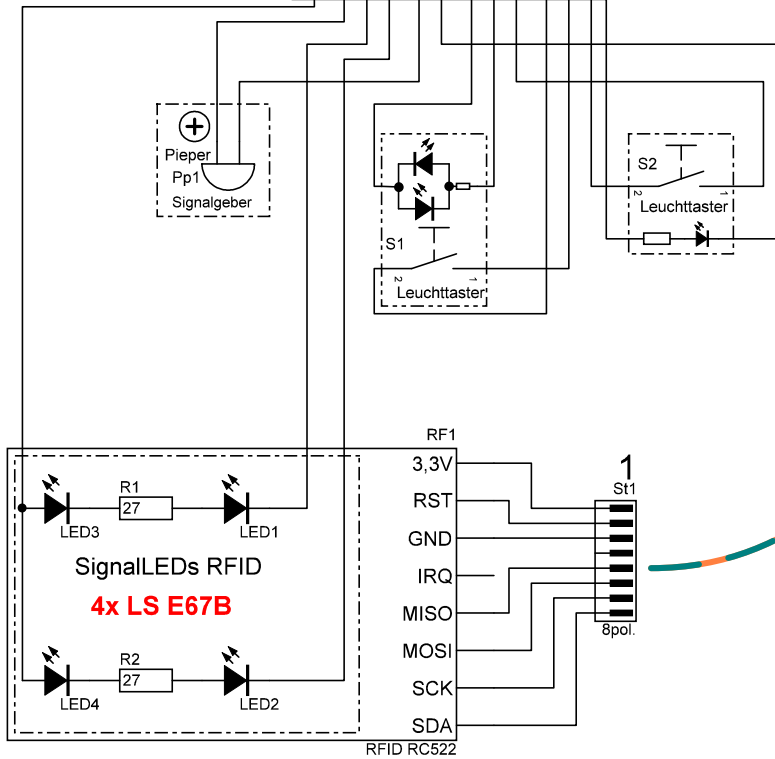 Pieper
Pp1
Signalgeber
S1
2
1
Leuchttaster
S2
2
1
Leuchttaster
RF1
3,3V
RST
GND
IRQ
MISO
MOSI
SCK
SDA
R1
27
LED3
LED1
SignalLEDs RFID
4x LS E67B
R2
27
LED4
LED2
RFID RC522
1
St1
8pol.